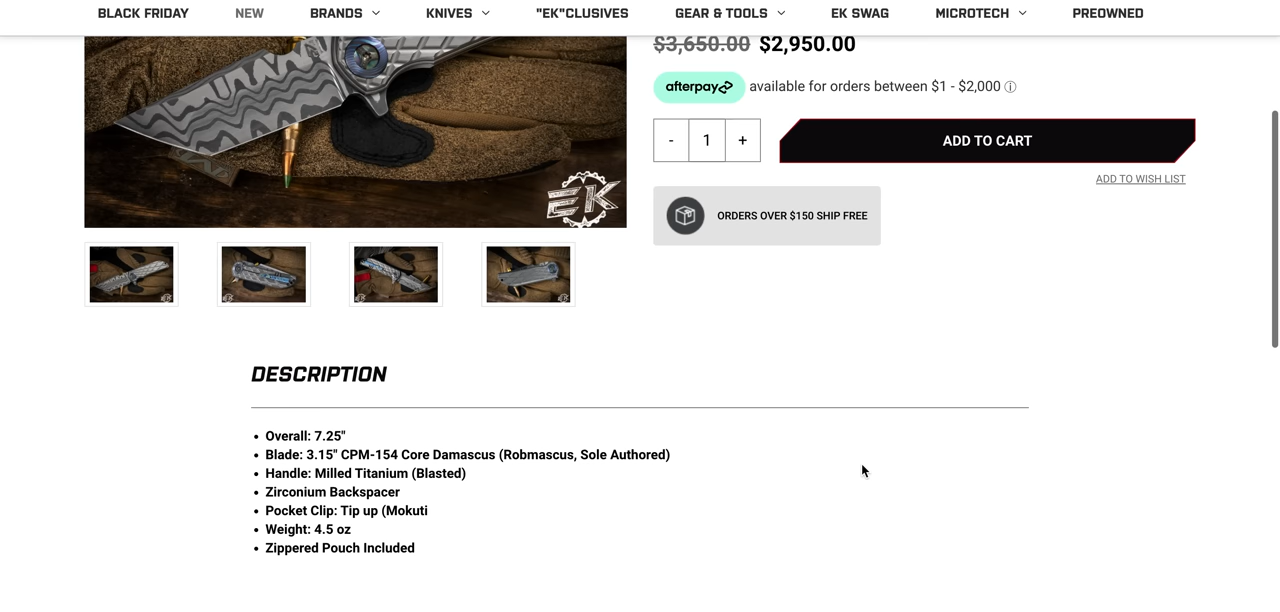 BLACK FRIDAY
NEW
BRANDS
KNIVES
"EK"CLUSIVES
GEAR & TOOLS
EK SWAG
MICROTECH
PREOWNED
$3,650.00 $2,950.00
afterpay available for orders between $1 - $2,000 ⓘ
- 1 +
ADD TO CART
ADD TO WISH LIST
ORDERS OVER $150 SHIP FREE
EK
DESCRIPTION
• Overall: 7.25"
• Blade: 3.15" CPM-154 Core Damascus (Robmascus, Sole Authored)
• Handle: Milled Titanium (Blasted)
• Zirconium Backspacer
• Pocket Clip: Tip up (Mokuti
• Weight: 4.5 oz
• Zippered Pouch Included